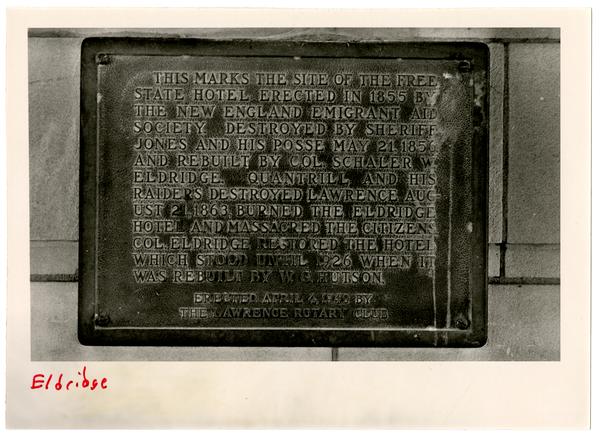 THIS MARKS THE SITE OF THE FREE
STATE HOTEL ERECTED IN 1855 BY
THE NEW ENGLAND EMIGRANT AID
SOCIETY. DESTROYED BY SHERIFF
JONES AND HIS POSSE MAY 21, 1856
AND REBUILT BY COL. SCHALER W.
ELDRIDGE. QUANTRILL AND HIS
RAIDERS DESTROYED LAWRENCE AUG-
UST 21, 1863, BURNED THE ELDRIDGE
HOTEL AND MASSACRED THE CITIZENS.
COL. ELDRIDGE RESTORED THE HOTEL
WHICH STOOD UNTIL 1926 WHEN IT
WAS REBUILT BY W. G. HUTSON.
ERECTED APRIL BY
THE LAWRENCE ROTARY CLUB
Eldridge